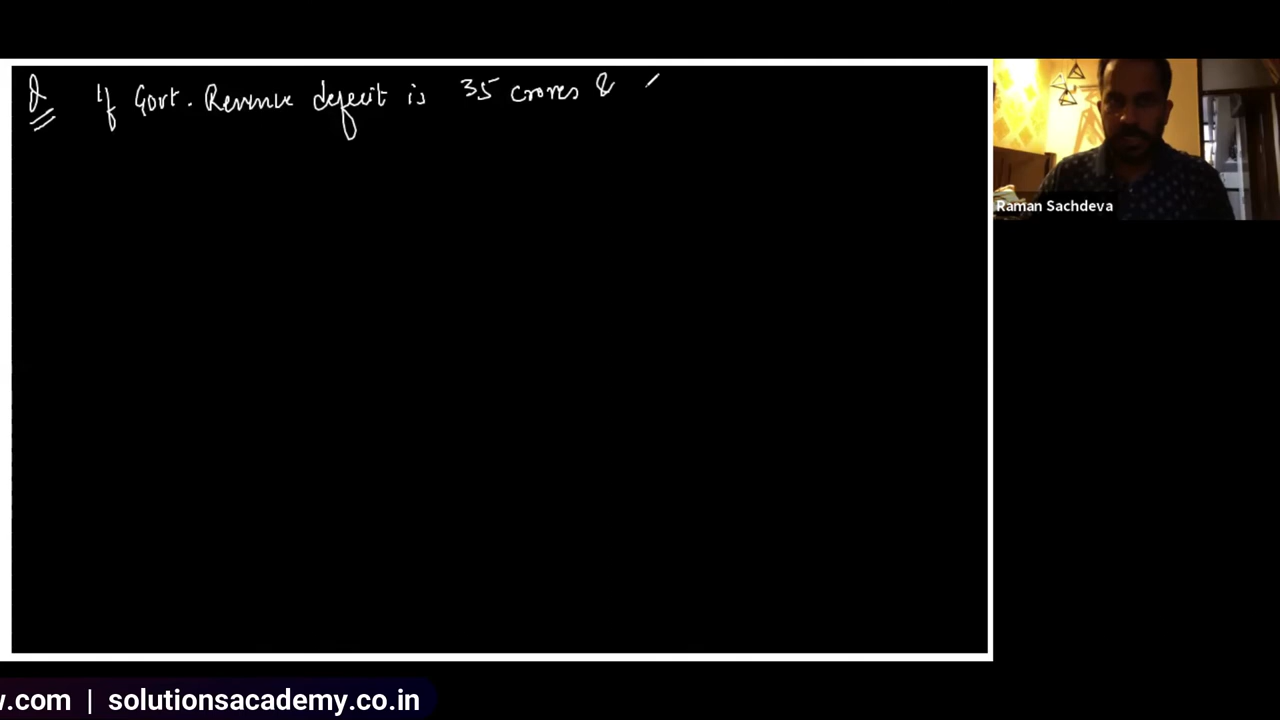 Q If Govt. Revenue deficit is 35 crores &
Raman Sachdeva
w.com | solutionsacademy.co.in